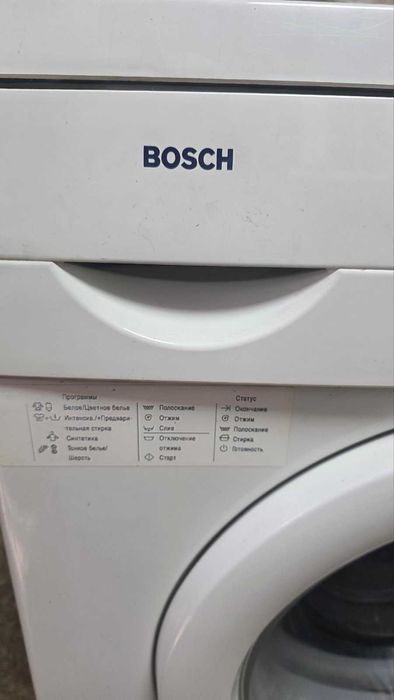 BOSCH
Программы
Белое/Цветное белье
Интенсив./+Предвари-
тельная стирка
Синтетика
Тонкое белье/
Шерсть
Полоскание
Отжим
Слив
Отключение
отжима
Старт
Статус
Окончание
Отжим
Полоскание
Стирка
Готовность